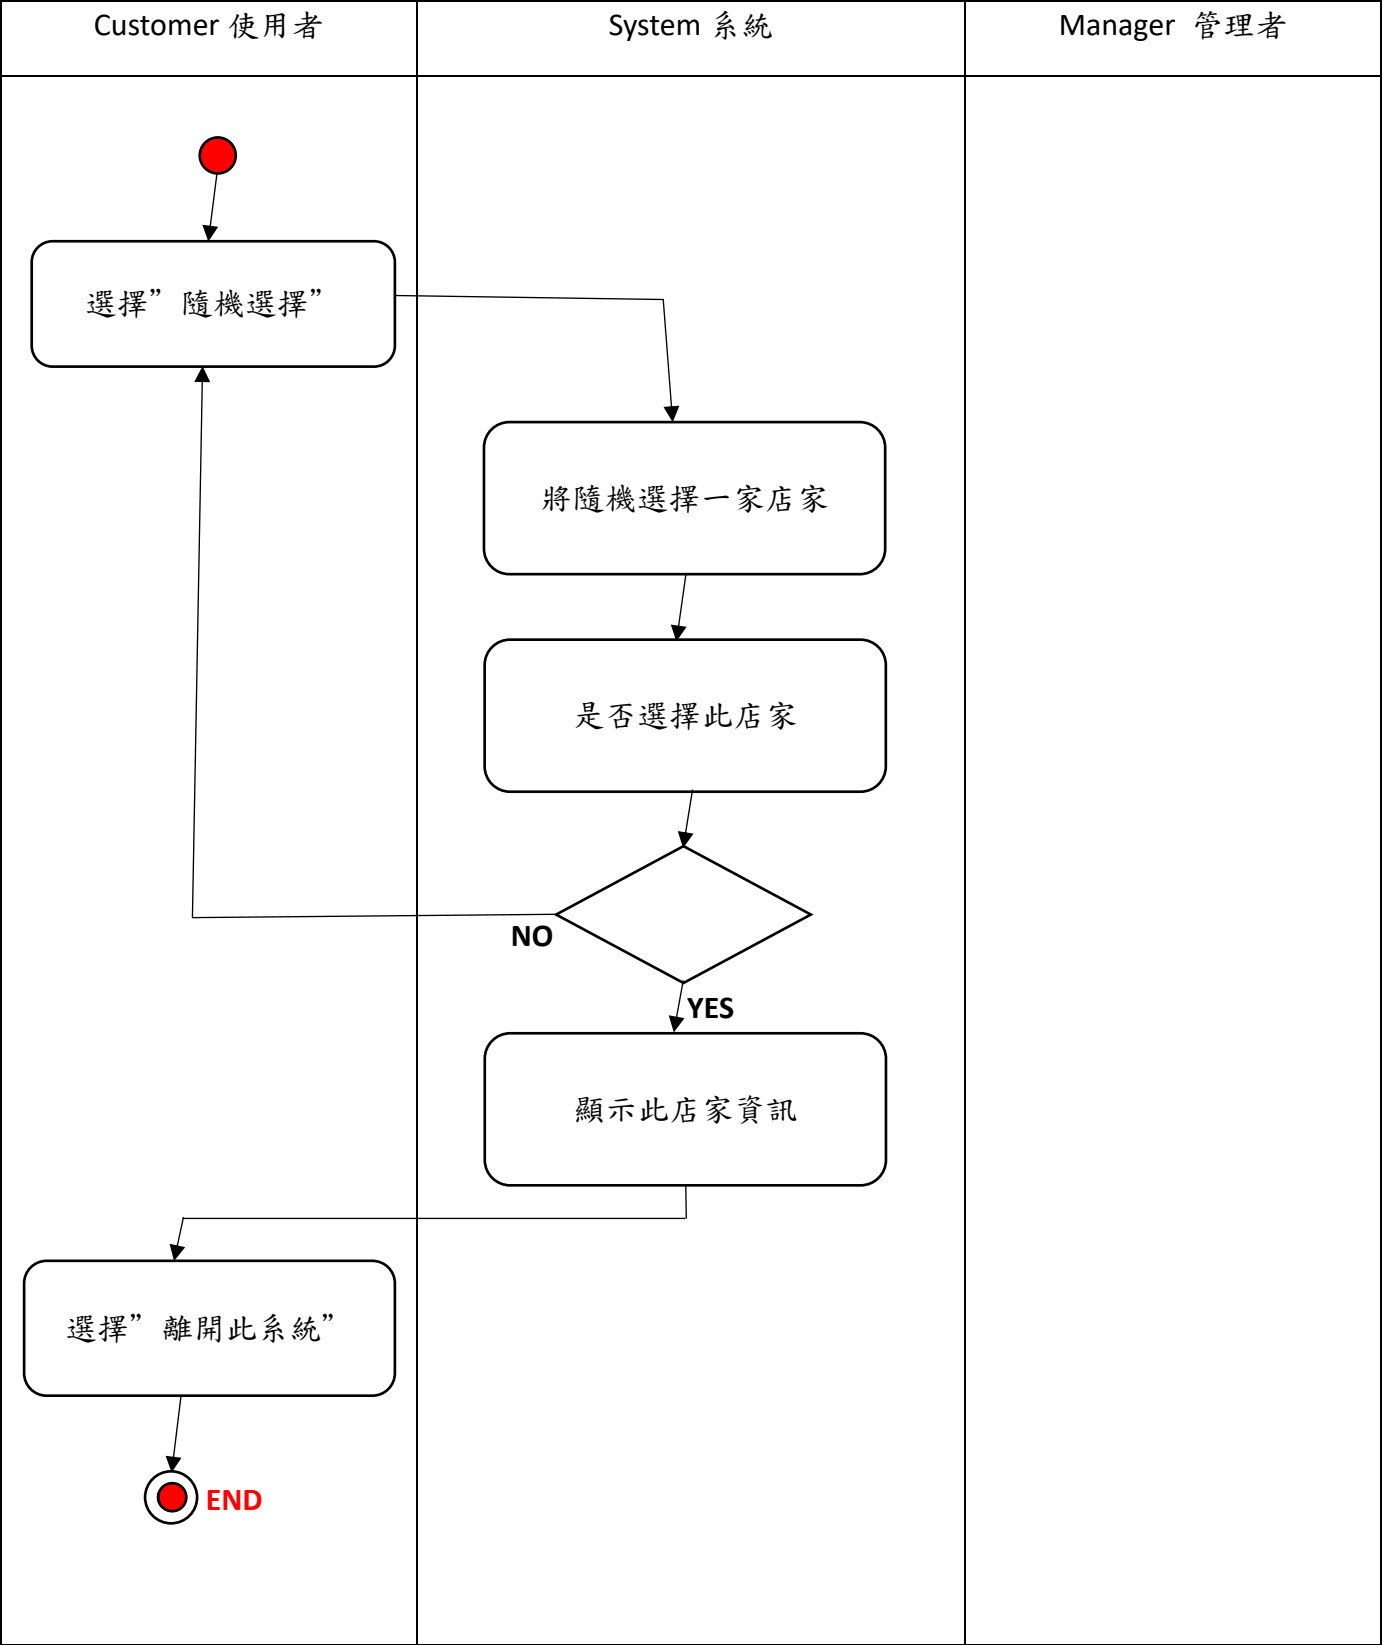 Customer 使用者
System 系統
Manager 管理者
選擇”隨機選擇”
將隨機選擇一家店家
是否選擇此店家
NO
YES
顯示此店家資訊
選擇”離開此系統”
END